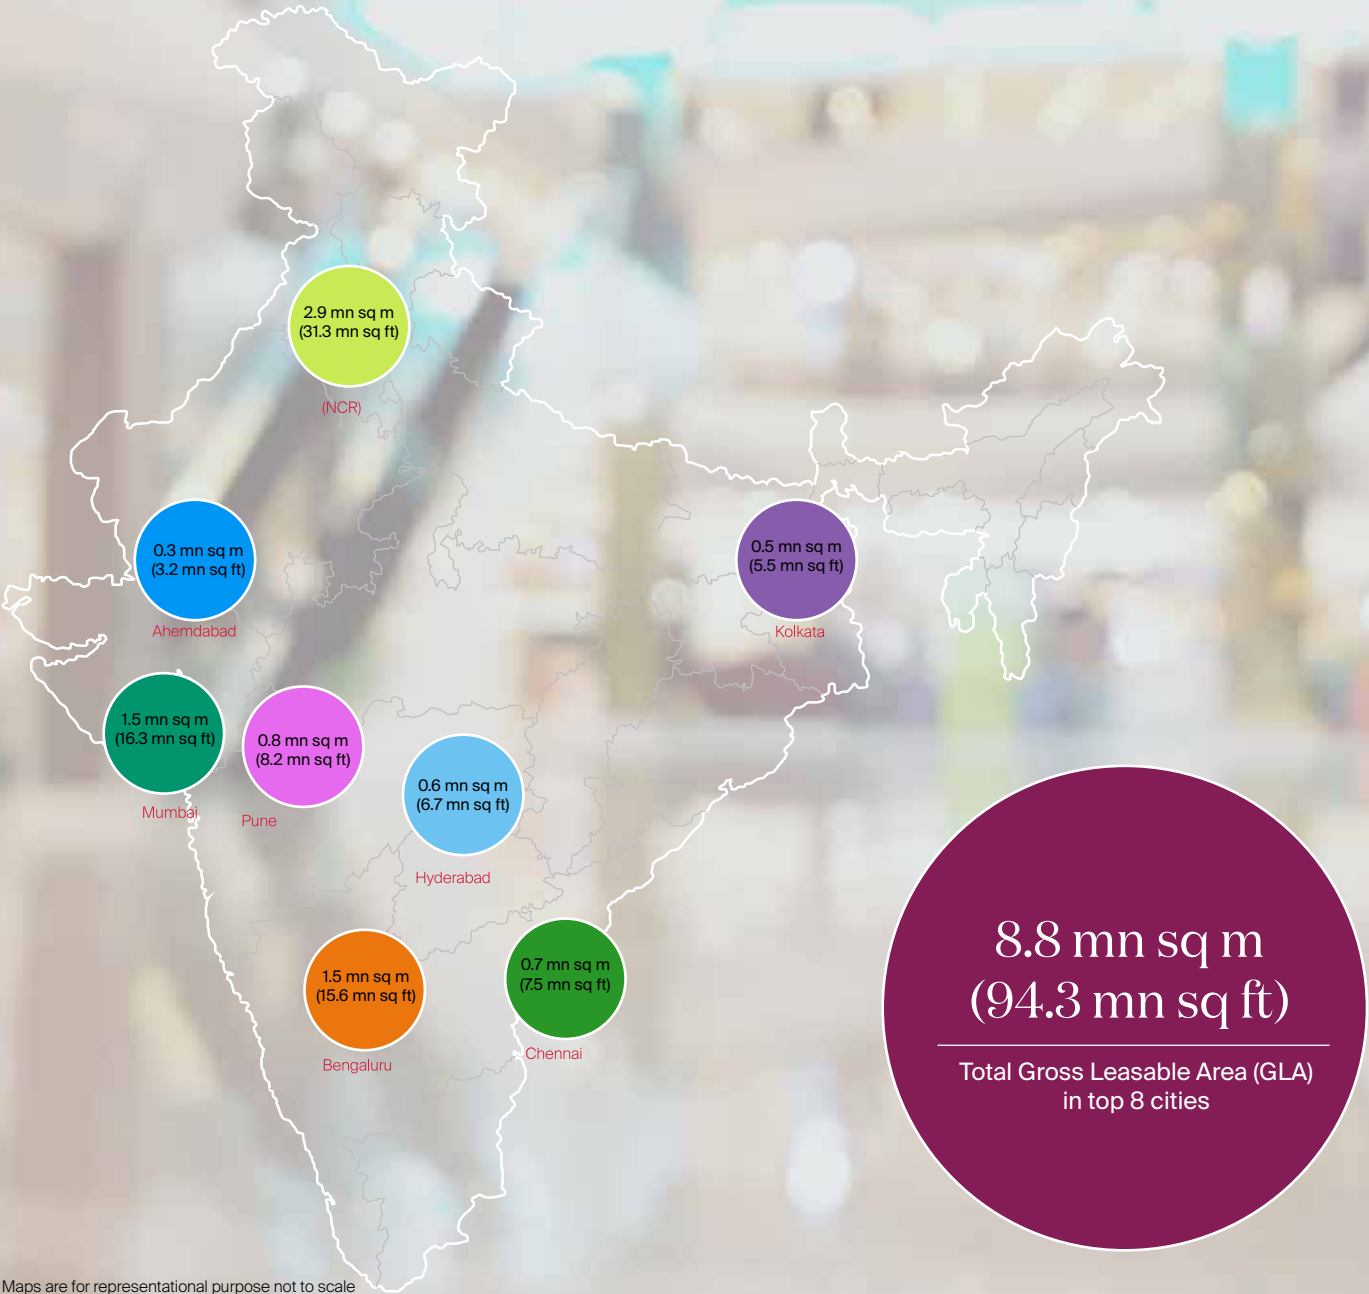 2.9 mn sq m
(31.3 mn sq ft)
(NCR)
0.3 mn sq m
(3.2 mn sq ft)
Ahemdabad
0.5 mn sq m
(5.5 mn sq ft)
Kolkata
1.5 mn sq m
(16.3 mn sq ft)
Mumbai
0.8 mn sq m
(8.2 mn sq ft)
Pune
0.6 mn sq m
(6.7 mn sq ft)
Hyderabad
1.5 mn sq m
(15.6 mn sq ft)
Bengaluru
0.7 mn sq m
(7.5 mn sq ft)
Chennai
8.8 mn sq m
(94.3 mn sq ft)
Total Gross Leasable Area (GLA)
in top 8 cities
Maps are for representational purpose not to scale